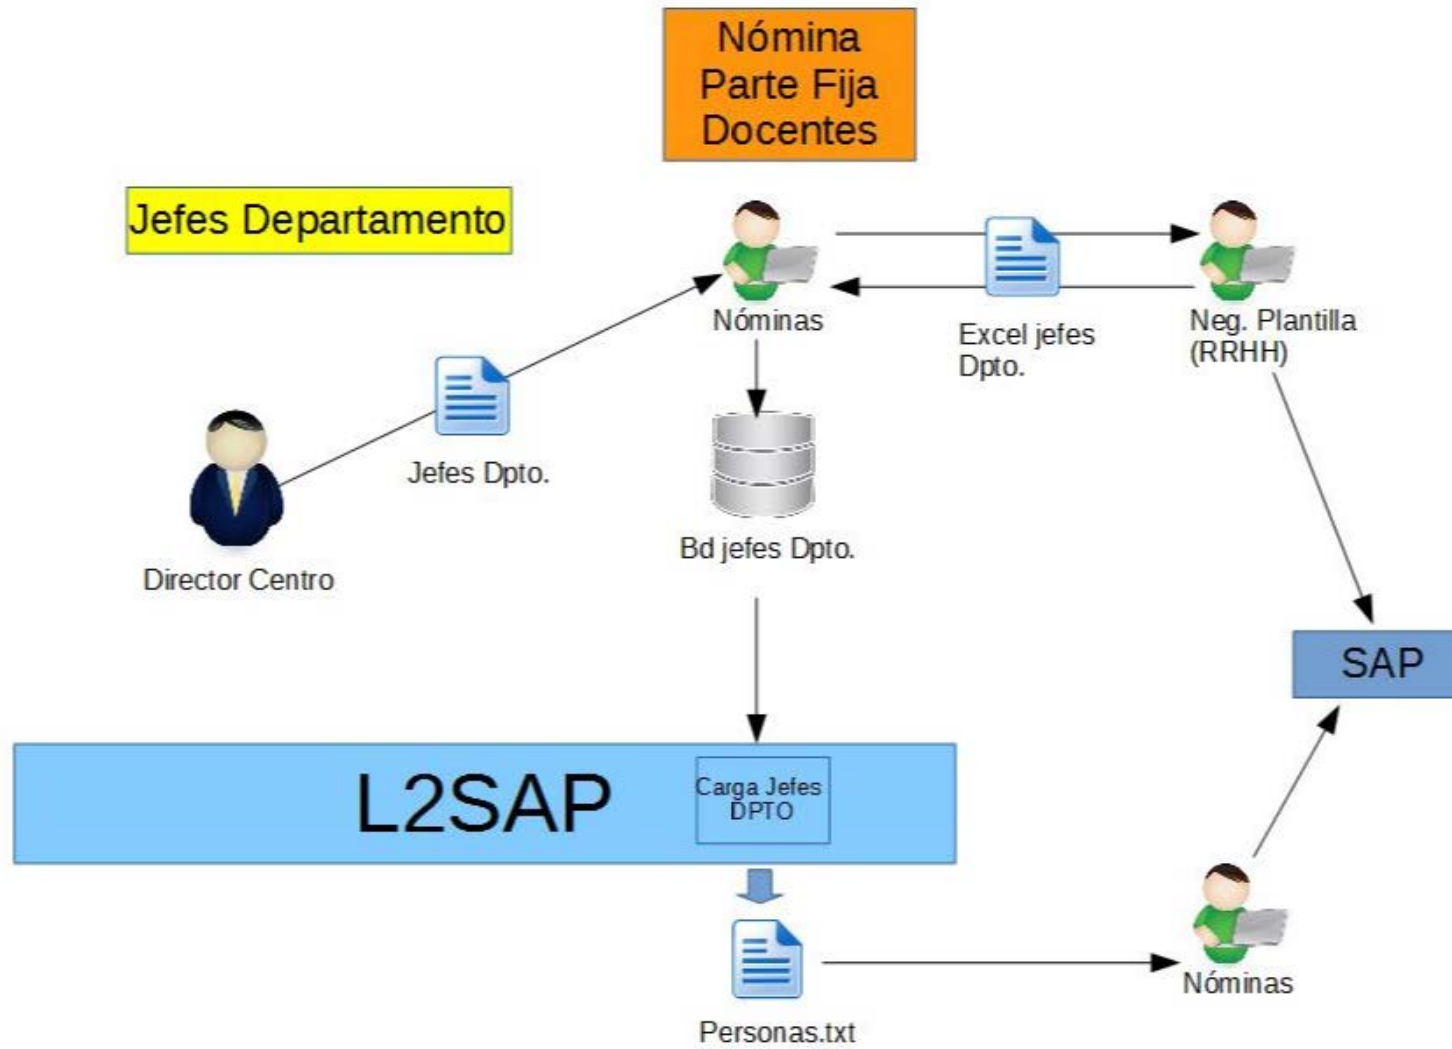 Nómina
Parte Fija
Docentes
Jefes Departamento
Nóminas
Excel jefes
Dpto.
Neg. Plantilla
(RRHH)
Jefes Dpto.
Director Centro
Bd jefes Dpto.
SAP
L2SAP
Carga Jefes
DPTO
Nóminas
Personas.txt